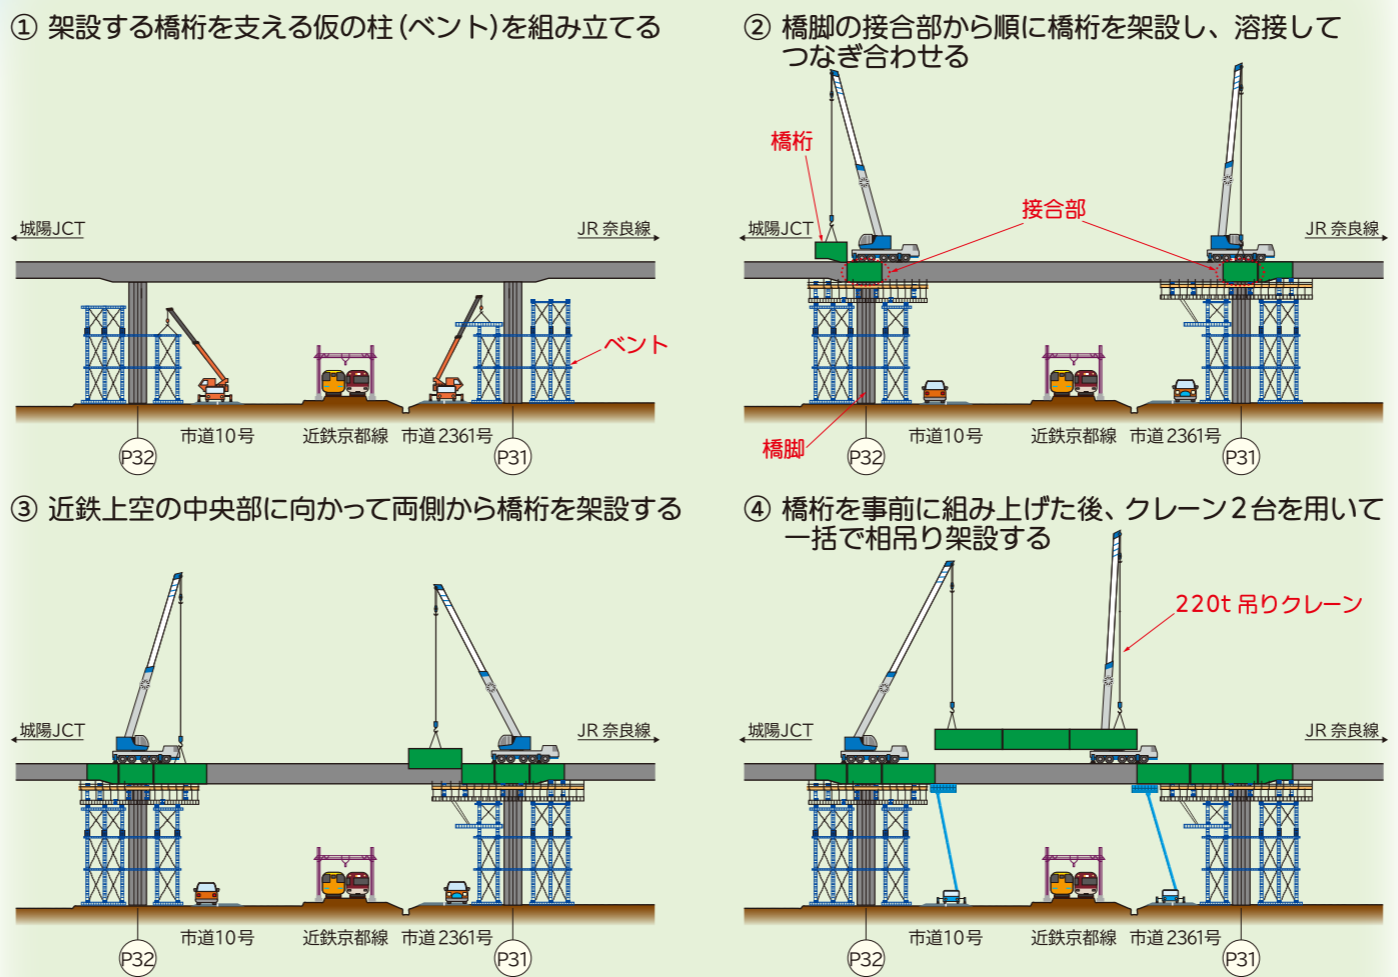 ① 架設する橋桁を支える仮の柱(ベント)を組み立てる
城陽JCT
JR 奈良線
ベント
市道10号
近鉄京都線
市道2361号
P32
P31
② 橋脚の接合部から順に橋桁を架設し、溶接して
つなぎ合わせる
橋桁
接合部
城陽JCT
JR 奈良線
橋脚
市道10号
近鉄京都線
市道2361号
P32
P31
③ 近鉄上空の中央部に向かって両側から橋桁を架設する
城陽JCT
JR 奈良線
市道10号
近鉄京都線
市道2361号
P32
P31
④ 橋桁を事前に組み上げた後、クレーン2台を用いて
一括で相吊り架設する
220t 吊りクレーン
城陽JCT
JR 奈良線
市道10号
近鉄京都線
市道2361号
P32
P31